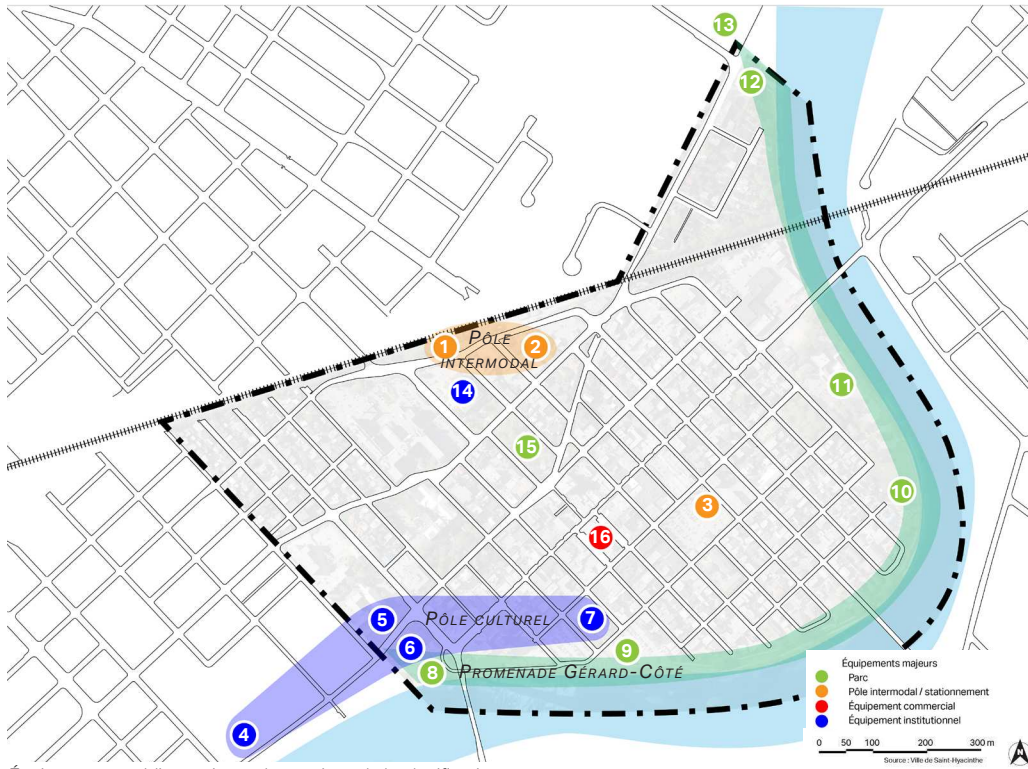 13
12
1
PÔLE
2
INTERMODAL
14
11
15
10
3
16
5
PÔLE CULTUREL
7
6
9
8
PROMENADE GÉRARD-CÔTÉ
4
Équipements majeurs
Parc
Pôle intermodal / stationnement
Équipement commercial
Équipement institutionnel
0 50 100 200 300 m
Source : Ville de Saint-Hyacinthe
N